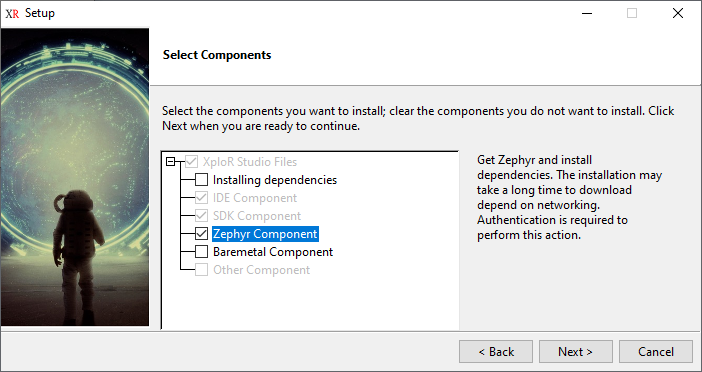 XR Setup
Select Components
Select the components you want to install; clear the components you do not want to install. Click
Next when you are ready to continue.
XploR Studio Files
Installing dependencies
IDE Component
SDK Component
Zephyr Component
Baremetal Component
Other Component
Get Zephyr and install
dependencies. The installation may
take a long time to download
depend on networking.
Authentication is required to
perform this action.
< Back
Next >
Cancel